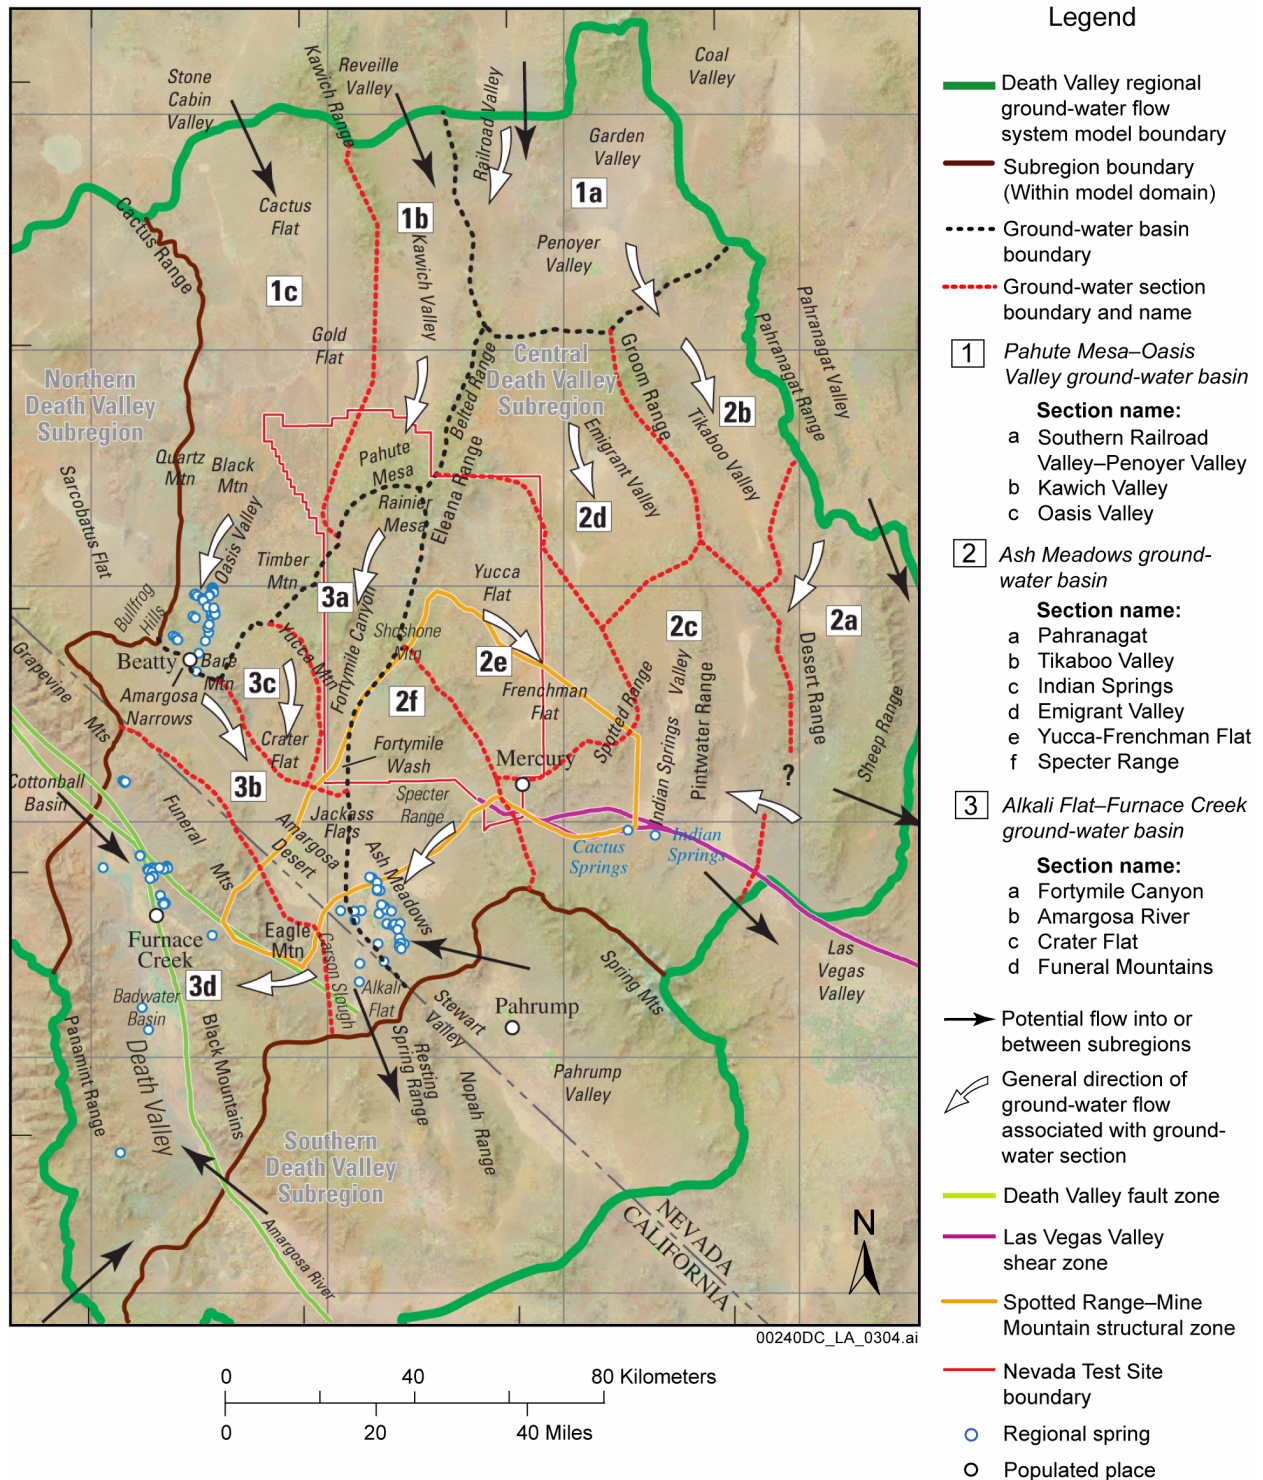 Legend
Death Valley regional
ground-water flow
system model boundary
Subregion boundary
(Within model domain)
Ground-water basin
boundary
Ground-water section
boundary and name
1
Pahute Mesa–Oasis
Valley ground-water basin
Section name:
a Southern Railroad
Valley–Penoyer Valley
b Kawich Valley
c Oasis Valley
2
Ash Meadows ground-
water basin
Section name:
a Pahranagat
b Tikaboo Valley
c Indian Springs
d Emigrant Valley
e Yucca-Frenchman Flat
f Specter Range
3
Alkali Flat–Furnace Creek
ground-water basin
Section name:
a Fortymile Canyon
b Amargosa River
c Crater Flat
d Funeral Mountains
Potential flow into or
between subregions
General direction of
ground-water flow
associated with ground-
water section
Death Valley fault zone
Las Vegas Valley
shear zone
Spotted Range–Mine
Mountain structural zone
Nevada Test Site
boundary
Regional spring
Populated place
Stone
Cabin
Valley
Kawich Range
Reveille
Valley
Railroad Valley
Coal
Valley
Garden
Valley
1a
1b
Cactus Range
Cactus
Flat
Kawich Valley
Penoyer
Valley
1c
Gold
Flat
Pahranagat Valley
Pahranagat Range
Northern
Death Valley
Subregion
Central
Death Valley
Subregion
Belted Range
Groom Range
2b
Tikaboo Valley
Quartz
Mtn
Black
Mtn
Pahute
Mesa
Eleana Range
Emigrant Valley
Sarcobatus Flat
Rainier
Mesa
2d
Oasis Valley
Timber
Mtn
3a
Yucca
Flat
Bullfrog
Hills
Fortymile Canyon
Shoshone
Mtn
2c
2a
Grapevine
Mts
Beatty
Bare
Mtn
Yucca Mtn
3c
2e
2f
Frenchman
Flat
Spotted Range
Indian Springs
Valley
Pintwater Range
Desert Range
Sheep Range
Amargosa
Narrows
Crater
Flat
Fortymile
Wash
Mercury
?
Cottonball
Basin
3b
Funeral
Mts
Jackass
Flats
Specter
Range
Amargosa
Desert
Cactus
Springs
Indian
Springs
Ash Meadows
Furnace
Creek
Eagle
Mtn
Carson Slough
Las
Vegas
Valley
Spring Mts
3d
Badwater
Basin
Alkali
Flat
Stewart
Valley
Pahrump
Panamint Range
Death Valley
Black Mountains
Resting
Spring Range
Nopah Range
Pahrump
Valley
Southern
Death Valley
Subregion
Amargosa River
NEVADA
CALIFORNIA
N
00240DC_LA_0304.ai
0 40 80 Kilometers
0 20 40 Miles